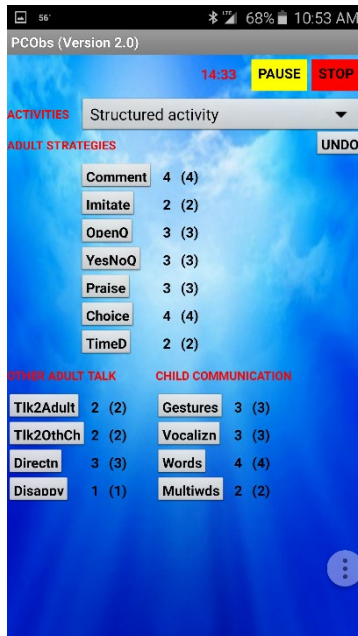 56° LTE 68% 10:53 AM
PCObs (Version 2.0)
14:33 PAUSE STOP
ACTIVITIES Structured activity
ADULT STRATEGIES UNDO
Comment 4 (4)
Imitate 2 (2)
OpenQ 3 (3)
YesNoQ 3 (3)
Praise 3 (3)
Choice 4 (4)
TimeD 2 (2)
OTHER ADULT TALK CHILD COMMUNICATION
Tlk2Adult 2 (2) Gestures 3 (3)
Tlk2OthCh 2 (2) Vocalizn 3 (3)
Directn 3 (3) Words 4 (4)
Disappv 1 (1) Multiwds 2 (2)